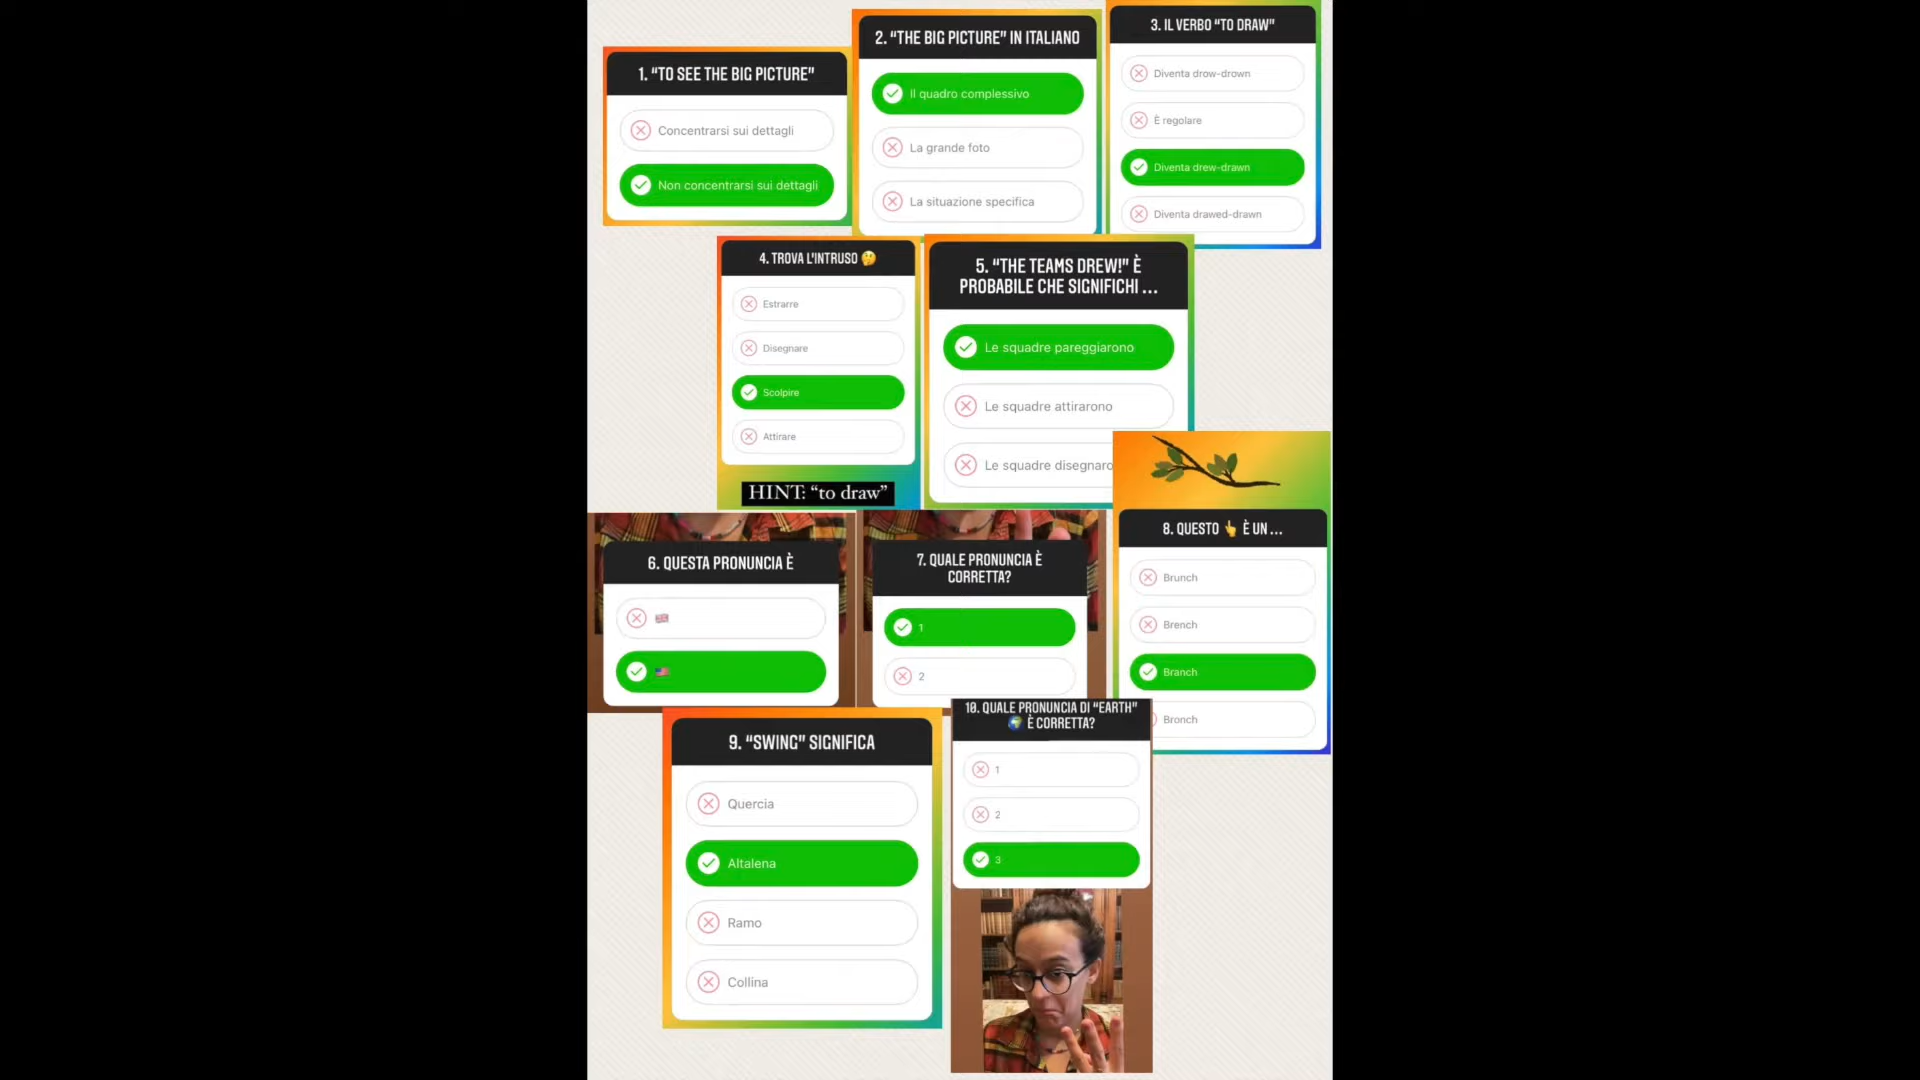 1. “TO SEE THE BIG PICTURE”
Concentrarsi sui dettagli
Non concentrarsi sui dettagli
2. “THE BIG PICTURE” IN ITALIANO
Il quadro complessivo
La grande foto
La situazione specifica
3. IL VERBO “TO DRAW”
Diventa drow-drown
È regolare
Diventa drew-drawn
Diventa drawed-drawn
4. TROVA L'INTRUSO 🤔
Estrarre
Disegnare
Scolpire
Attirare
HINT: “to draw”
5. “THE TEAMS DREW!” È
PROBABILE CHE SIGNIFICHI ...
Le squadre pareggiarono
Le squadre attirarono
Le squadre disegnaro
6. QUESTA PRONUNCIA È
🇬🇧
🇺🇸
7. QUALE PRONUNCIA È
CORRETTA?
1
2
8. QUESTO 👆 È UN ...
Brunch
Brench
Branch
Bronch
9. “SWING” SIGNIFICA
Quercia
Altalena
Ramo
Collina
10. QUALE PRONUNCIA DI “EARTH”
🌍 È CORRETTA?
1
2
3